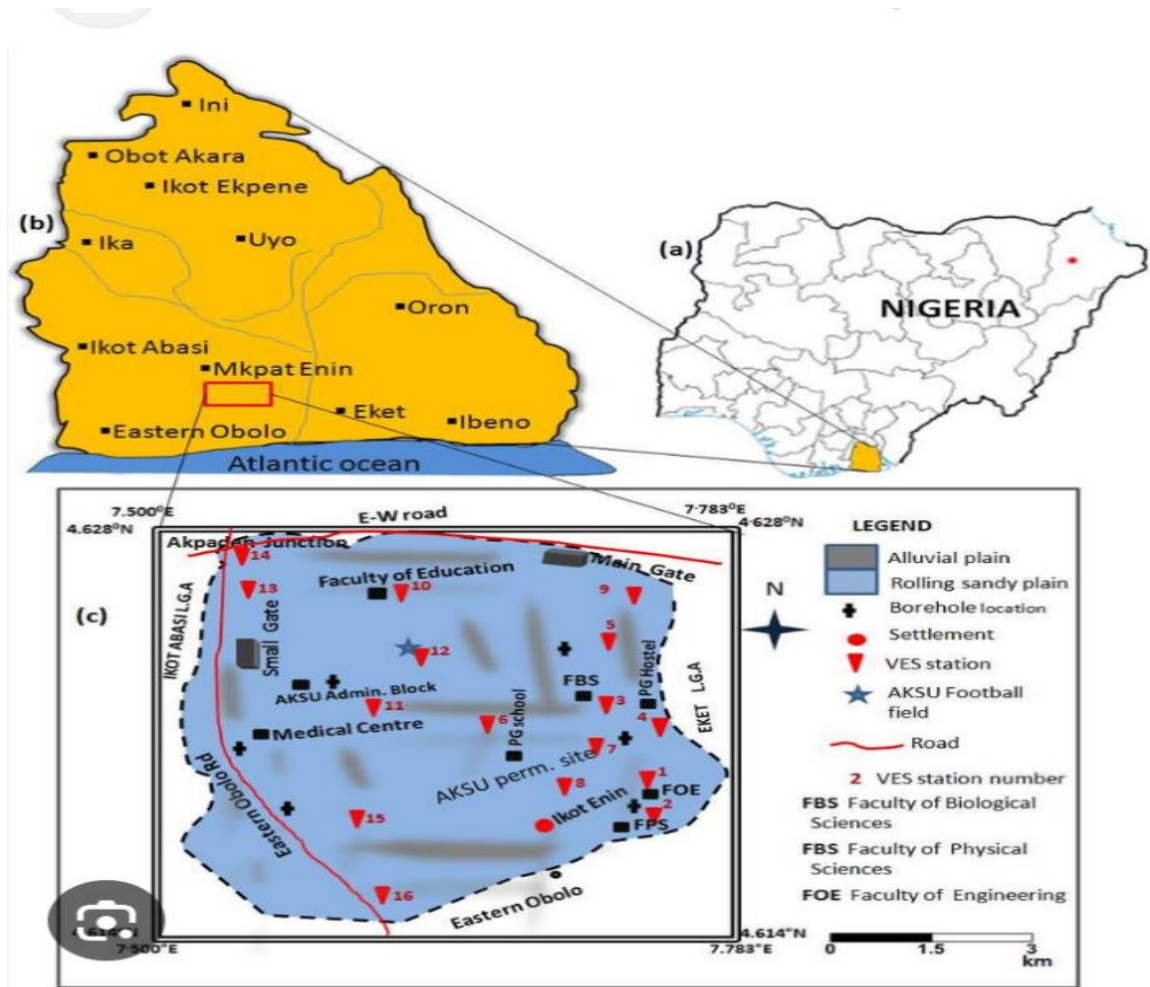 Ini
Obot Akara
Ikot Ekpene
(b)
Ika
Uyo
Oron
Ikot Abasi
Mkpat Enin
Eket
Ibeno
Eastern Obolo
Atlantic ocean
(a)
NIGERIA
(c)
7.500⁰E
4.628⁰N
E-W road
7.783⁰E
4.628⁰N
Akpaden Junction
14
Main Gate
Faculty of Education
13
10
9
IKOT ABASI L.G.A
Small Gate
5
12
PG Hostel
EKET L.G.A
AKSU Admin. Block
FBS
3
11
6
PG school
4
Medical Centre
7
AKSU perm. site
Eastern Obolo Rd
8
1
FOE
Ikot Enin
2
15
FPS
16
Eastern Obolo
4.614°N
7.500°E
4.614°N
7.783°E
N
LEGEND
Alluvial plain
Rolling sandy plain
Borehole location
Settlement
VES station
AKSU Football
field
Road
2 VES station number
FBS Faculty of Biological
Sciences
FBS Faculty of Physical
Sciences
FOE Faculty of Engineering
0 1.5 3
km